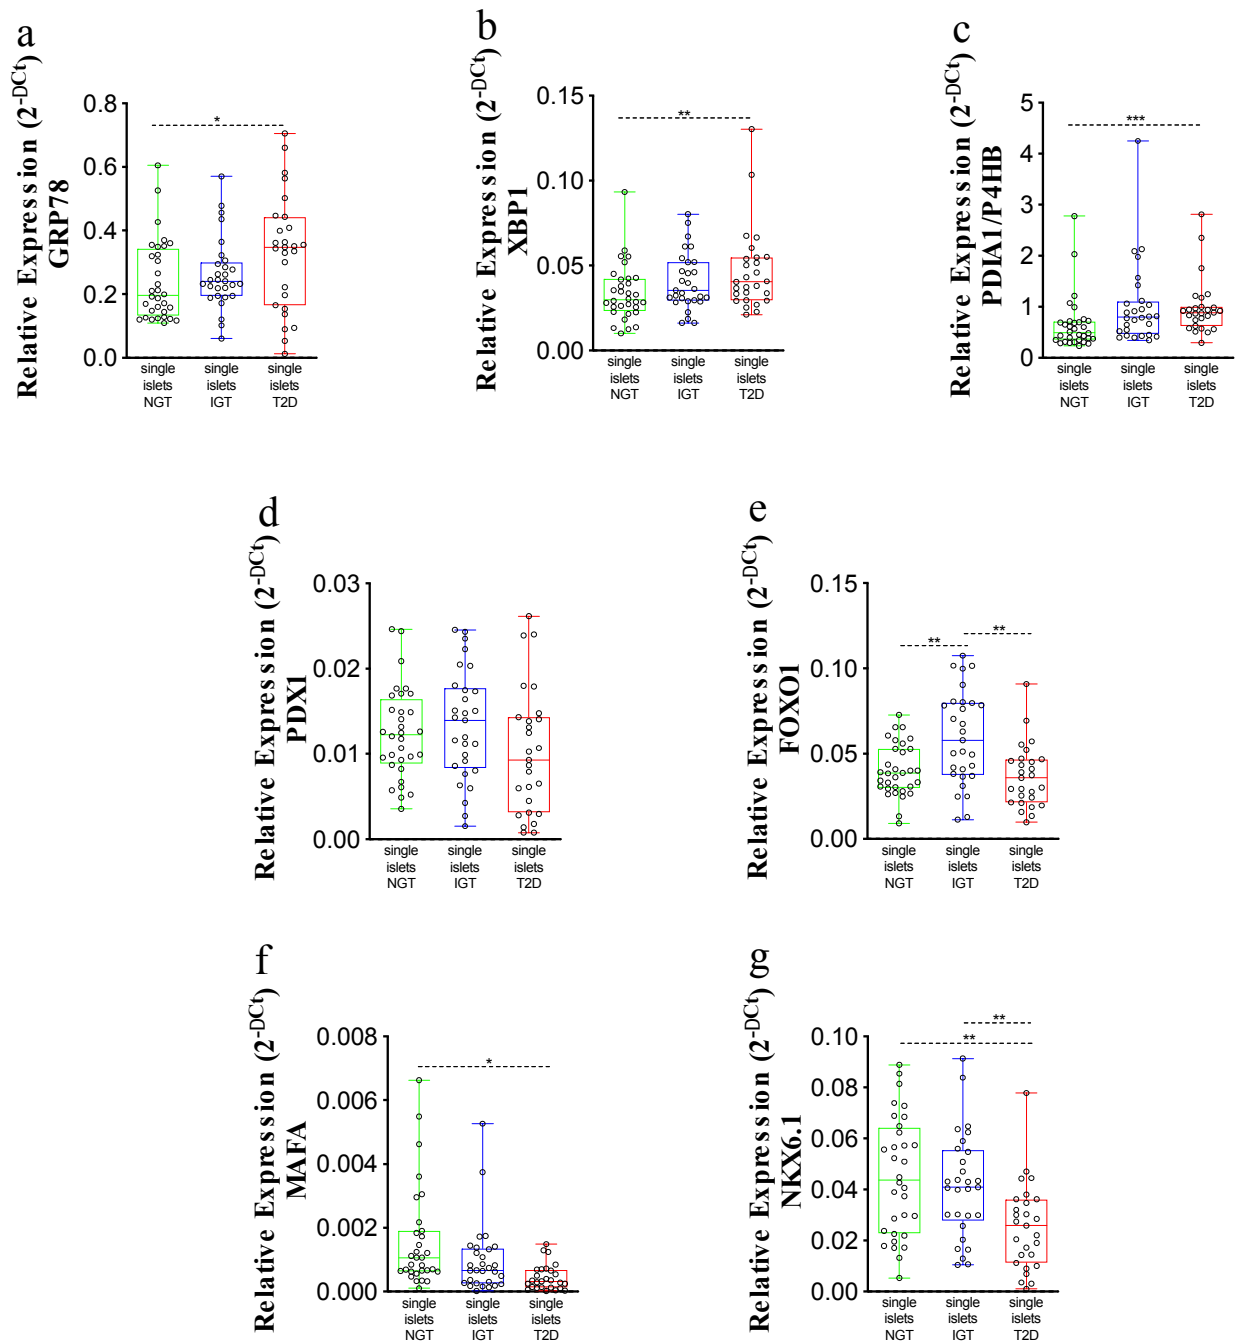 a
Relative Expression (2^-DCt)
GRP78
0.8
0.6
0.4
0.2
0.0
*
single islets NGT
single islets IGT
single islets T2D
b
Relative Expression (2^-DCt)
XBP1
0.15
0.10
0.05
0.00
**
single islets NGT
single islets IGT
single islets T2D
c
Relative Expression (2^-DCt)
PDIA1/P4HB
5
4
3
2
1
0
***
single islets NGT
single islets IGT
single islets T2D
d
Relative Expression (2^-DCt)
PDX1
0.03
0.02
0.01
0.00
single islets NGT
single islets IGT
single islets T2D
e
Relative Expression (2^-DCt)
FOXO1
0.15
0.10
0.05
0.00
**
**
single islets NGT
single islets IGT
single islets T2D
f
Relative Expression (2^-DCt)
MAFA
0.008
0.006
0.004
0.002
0.000
*
single islets NGT
single islets IGT
single islets T2D
g
Relative Expression (2^-DCt)
NKX6.1
0.10
0.08
0.06
0.04
0.02
0.00
**
**
single islets NGT
single islets IGT
single islets T2D